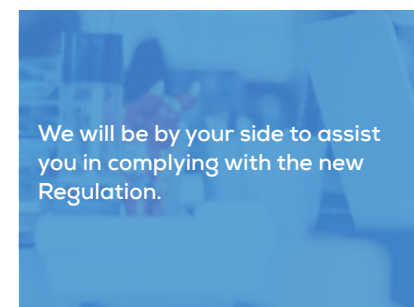 We will be by your side to assist
you in complying with the new
Regulation.